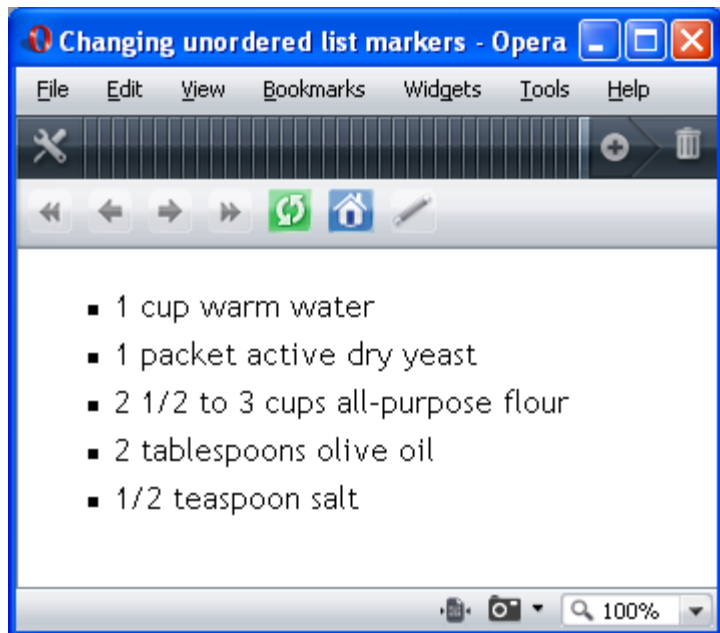 Changing unordered list markers - Opera
File Edit View Bookmarks Widgets Tools Help
1 cup warm water
1 packet active dry yeast
2 1/2 to 3 cups all-purpose flour
2 tablespoons olive oil
1/2 teaspoon salt
100%